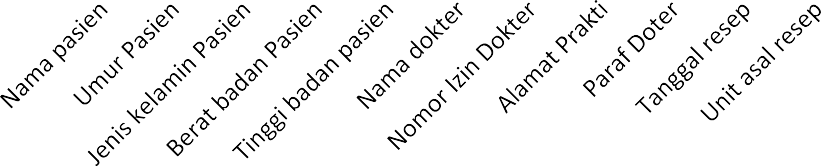 Nama pasien
Umur Pasien
Jenis kelamin Pasien
Berat badan Pasien
Tinggi badan pasien
Nama dokter
Nomor Izin Dokter
Alamat Prakti
Paraf Doter
Tanggal resep
Unit asal resep